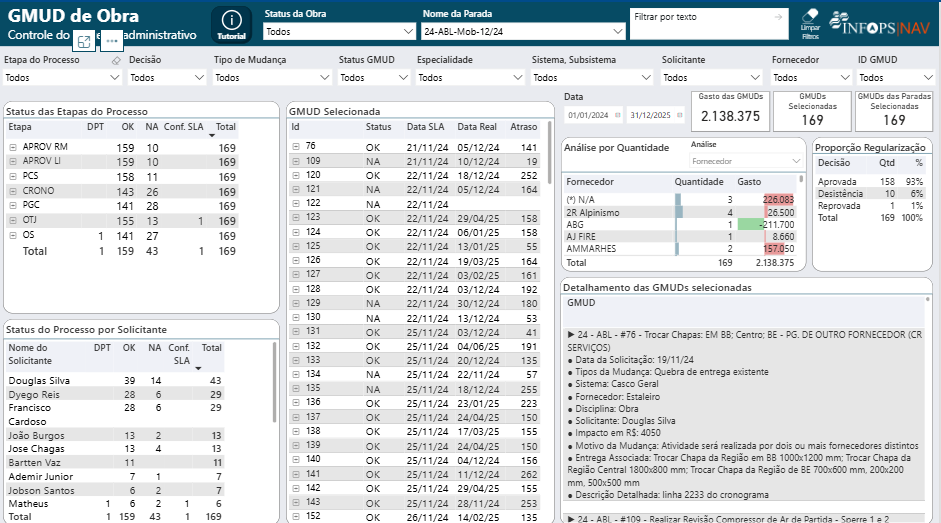 GMUD de Obra
Controle do
administrativo
Tutorial
Status da Obra
Todos
Nome da Parada
24-ABL-Mob-12/24
Filtrar por texto
Limpar
Filtros
INFOPS|NAV
Etapa do Processo
Todos
Decisão
Todos
Tipo de Mudança
Todos
Status GMUD
Todos
Especialidade
Todos
Sistema, Subsistema
Todos
Solicitante
Todos
Fornecedor
Todos
ID GMUD
Todos
Status das Etapas do Processo
Etapa DPT OK NA Conf. SLA Total
APROV RM 159 10 169
APROV LI 159 10 169
PCS 158 11 169
CRONO 143 26 169
PGC 141 28 169
OTJ 155 13 1 169
OS 1 141 27 169
Total 1 159 43 1 169
Status do Processo por Solicitante
Nome do Solicitante DPT OK NA Conf. SLA Total
Douglas Silva 39 14 43
Dyego Reis 28 6 29
Francisco Cardoso 28 6 29
João Burgos 13 2 13
Jose Chagas 13 4 13
Bartten Vaz 11 11
Ademir Junior 7 1 7
Jobson Santos 6 2 7
Matheus 1 6 1 6
Total 1 159 43 1 169
GMUD Selecionada
Id Status Data SLA Data Real Atraso
76 OK 21/11/24 05/12/24 141
109 NA 21/11/24 10/12/24 19
120 OK 22/11/24 18/12/24 252
121 NA 22/11/24 05/12/24 164
122 NA 22/11/24
123 OK 22/11/24 29/04/25 158
124 OK 22/11/24 06/01/25 158
125 OK 22/11/24 13/01/25 55
126 OK 22/11/24 19/03/25 164
127 OK 22/11/24 03/02/25 161
128 OK 22/11/24 03/12/24 192
129 NA 22/11/24 30/12/24 180
130 NA 22/11/24 13/12/24 53
131 OK 25/11/24 03/12/24 41
132 OK 25/11/24 04/06/25 191
133 OK 25/11/24 20/12/24 135
134 NA 25/11/24 22/11/24 57
135 NA 25/11/24 18/12/24 255
136 OK 25/11/24 23/01/25 223
137 OK 25/11/24 24/04/25 150
138 OK 25/11/24 17/03/25 155
139 OK 25/11/24 24/04/25 150
140 OK 25/11/24 04/12/24 156
141 OK 25/11/24 11/12/24 262
142 OK 25/11/24 29/04/25 155
143 OK 25/11/24 28/11/24 253
152 OK 26/11/24 14/02/25 135
Data
01/01/2024 31/12/2025
Gasto das GMUDs
2.138.375
GMUDs Selecionadas
169
GMUDs das Paradas Selecionadas
169
Análise por Quantidade
Análise
Fornecedor
Fornecedor Quantidade Gasto
(*) N/A 3 226.083
2R Alpinismo 4 26.500
ABG 1 -211.700
AJ FIRE 1 8.660
AMMARHES 2 157.050
Total 169 2.138.375
Proporção Regularização
Decisão Qtd %
Aprovada 158 93%
Desistência 10 6%
Reprovada 1 1%
Total 169 100%
Detalhamento das GMUDs selecionadas
GMUD
▶ 24 - ABL - #76 - Trocar Chapas: EM BB; Centro; BE - PG. DE OUTRO FORNECEDOR (CR
SERVIÇOS)
● Data da Solicitação: 19/11/24
● Tipos da Mudança: Quebra de entrega existente
● Sistema: Casco Geral
● Fornecedor: Estaleiro
● Disciplina: Obra
● Solicitante: Douglas Silva
● Impacto em R$: 4050
● Motivo da Mudança: Atividade será realizada por dois ou mais fornecedores distintos
● Entrega Associada: Trocar Chapa da Região em BB 1000x1200 mm; Trocar Chapa da
Região Central 1800x800 mm; Trocar Chapa da Região de BE 700x600 mm, 200x200
mm, 500x500 mm
● Descrição Detalhada: linha 2233 do cronograma
▶ 24 - ABL - #109 - Realizar Revisão Compressor de Ar de Partida - Sperre 1 e 2